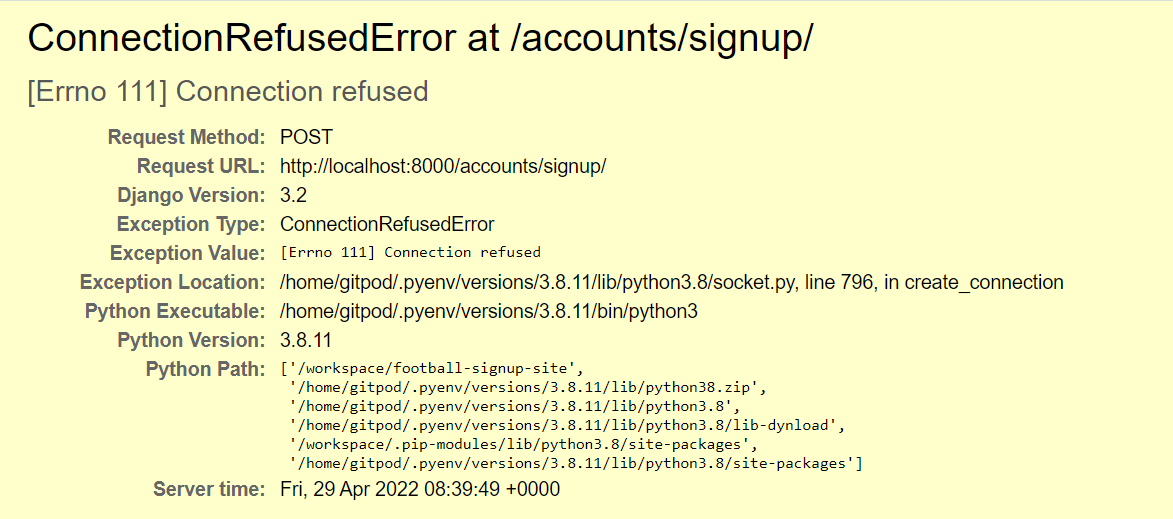 ConnectionRefusedError at /accounts/signup/
[Errno 111] Connection refused
Request Method: POST
Request URL: http://localhost:8000/accounts/signup/
Django Version: 3.2
Exception Type: ConnectionRefusedError
Exception Value: [Errno 111] Connection refused
Exception Location: /home/gitpod/.pyenv/versions/3.8.11/lib/python3.8/socket.py, line 796, in create_connection
Python Executable: /home/gitpod/.pyenv/versions/3.8.11/bin/python3
Python Version: 3.8.11
Python Path: ['/workspace/football-signup-site',
'/home/gitpod/.pyenv/versions/3.8.11/lib/python38.zip',
'/home/gitpod/.pyenv/versions/3.8.11/lib/python3.8',
'/home/gitpod/.pyenv/versions/3.8.11/lib/python3.8/lib-dynload',
'/workspace/.pip-modules/lib/python3.8/site-packages',
'/home/gitpod/.pyenv/versions/3.8.11/lib/python3.8/site-packages']
Server time: Fri, 29 Apr 2022 08:39:49 +0000